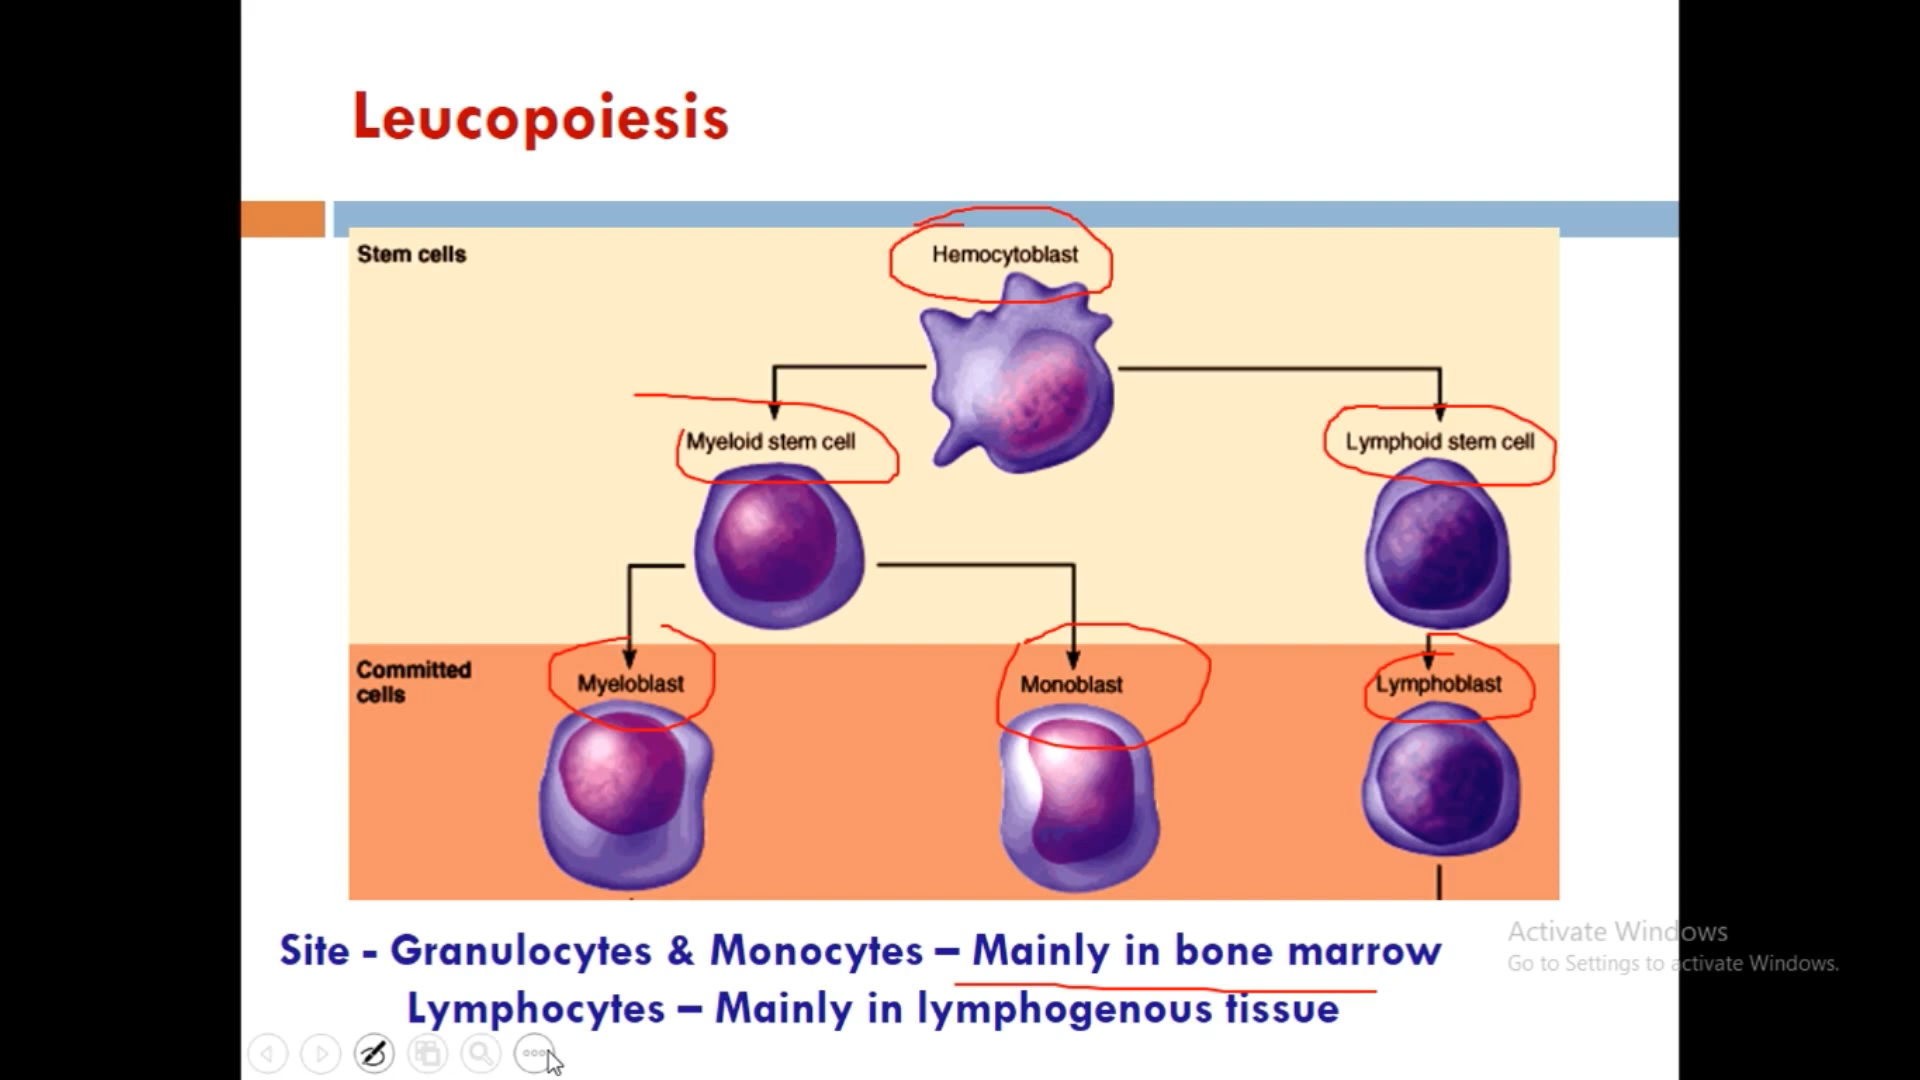 Leucopoiesis
Stem cells
Hemocytoblast
Myeloid stem cell
Lymphoid stem cell
Committed
cells
Myeloblast
Monoblast
Lymphoblast
Site - Granulocytes & Monocytes – Mainly in bone marrow
Lymphocytes – Mainly in lymphogenous tissue
Activate Windows
Go to Settings to activate Windows.